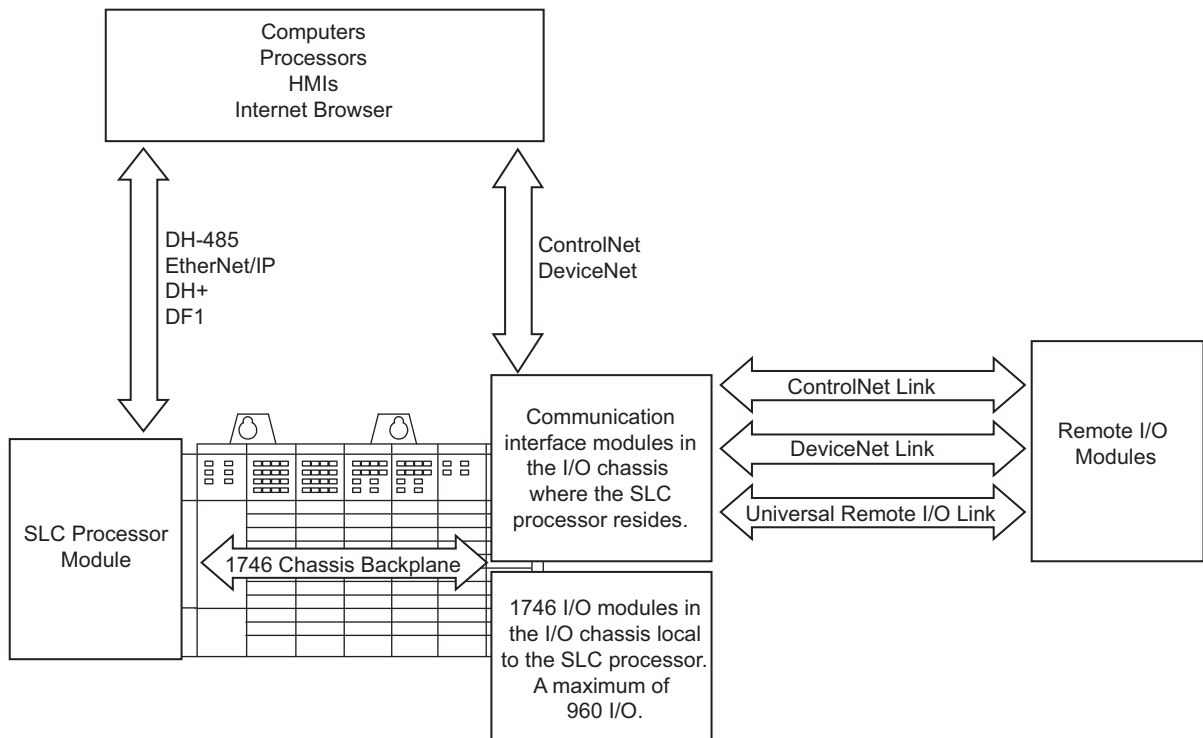 Computers
Processors
HMIs
Internet Browser
DH-485
EtherNet/IP
DH+
DF1
ControlNet
DeviceNet
SLC Processor
Module
1746 Chassis Backplane
Communication
interface modules in
the I/O chassis
where the SLC
processor resides.
1746 I/O modules in
the I/O chassis local
to the SLC processor.
A maximum of
960 I/O.
ControlNet Link
DeviceNet Link
Universal Remote I/O Link
Remote I/O
Modules